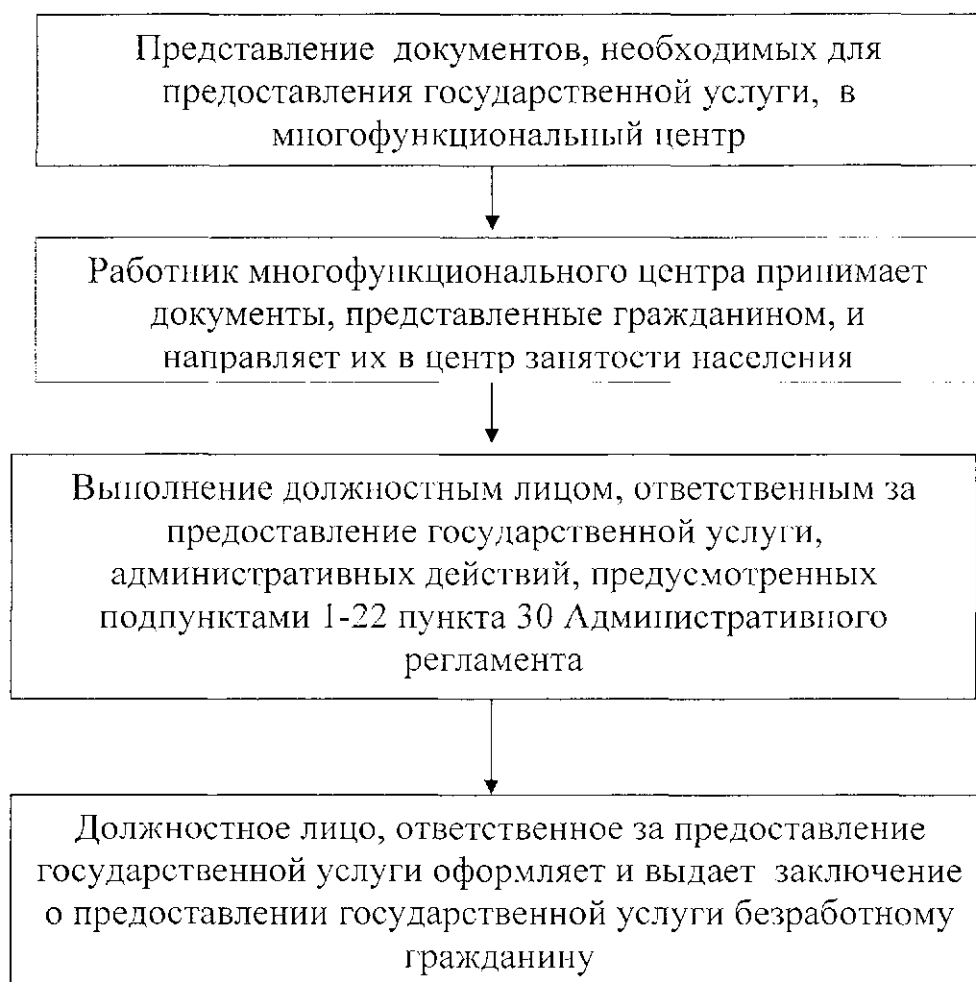 Представление документов, необходимых для
предоставления государственной услуги, в
многофункциональный центр
Работник многофункционального центра принимает
документы, представленные гражданином, и
направляет их в центр занятости населения
Выполнение должностным лицом, ответственным за
предоставление государственной услуги,
административных действий, предусмотренных
подпунктами 1-22 пункта 30 Административного
регламента
Должностное лицо, ответственное за предоставление
государственной услуги оформляет и выдает заключение
о предоставлении государственной услуги безработному
гражданину